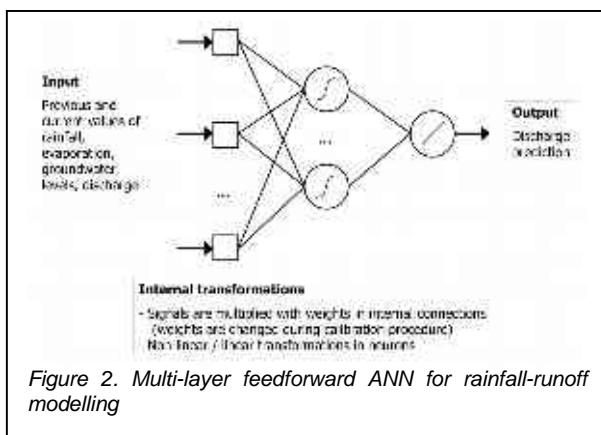 Input
Previous and
current values of
rainfall,
evaporation,
groundwater
levels, discharge
...
...
Output
Discharge
prediction
Internal transformations
- Signals are multiplied with weights in internal connections
(weights are changed during calibration procedure)
- Non-linear / linear transformations in neurons
Figure 2. Multi-layer feedforward ANN for rainfall-runoff
modelling